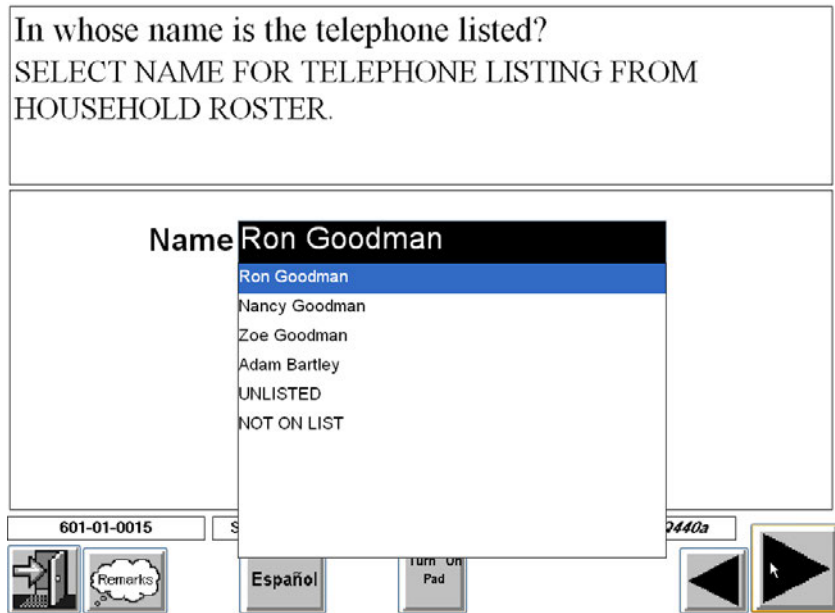 In whose name is the telephone listed?
SELECT NAME FOR TELEPHONE LISTING FROM
HOUSEHOLD ROSTER.
Name Ron Goodman
Ron Goodman
Nancy Goodman
Zoe Goodman
Adam Bartley
UNLISTED
NOT ON LIST
601-01-0015
Remarks
Español
Turn On
Pad